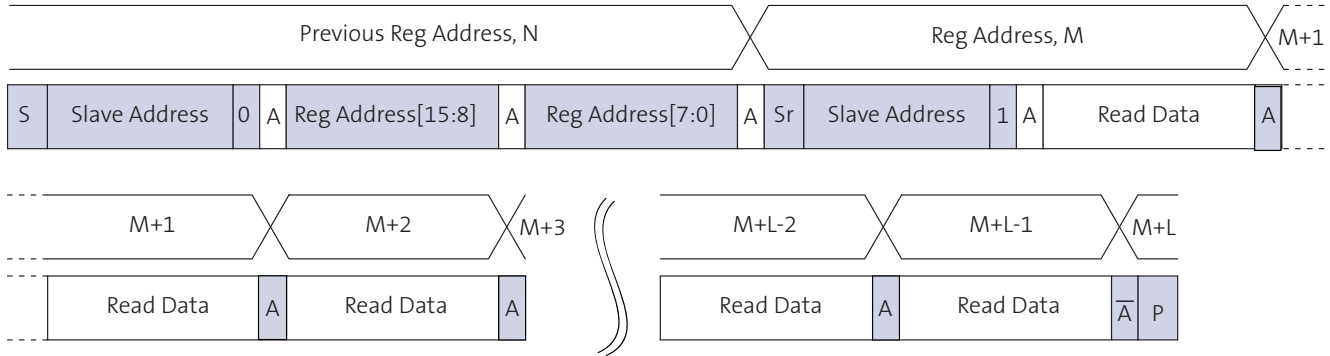 Previous Reg Address, N Reg Address, M M+1
S Slave Address 0 A Reg Address[15:8] A Reg Address[7:0] A Sr Slave Address 1 A Read Data A
M+1 M+2 M+3 M+L-2 M+L-1 M+L
Read Data A Read Data A Read Data A Read Data A̅ P